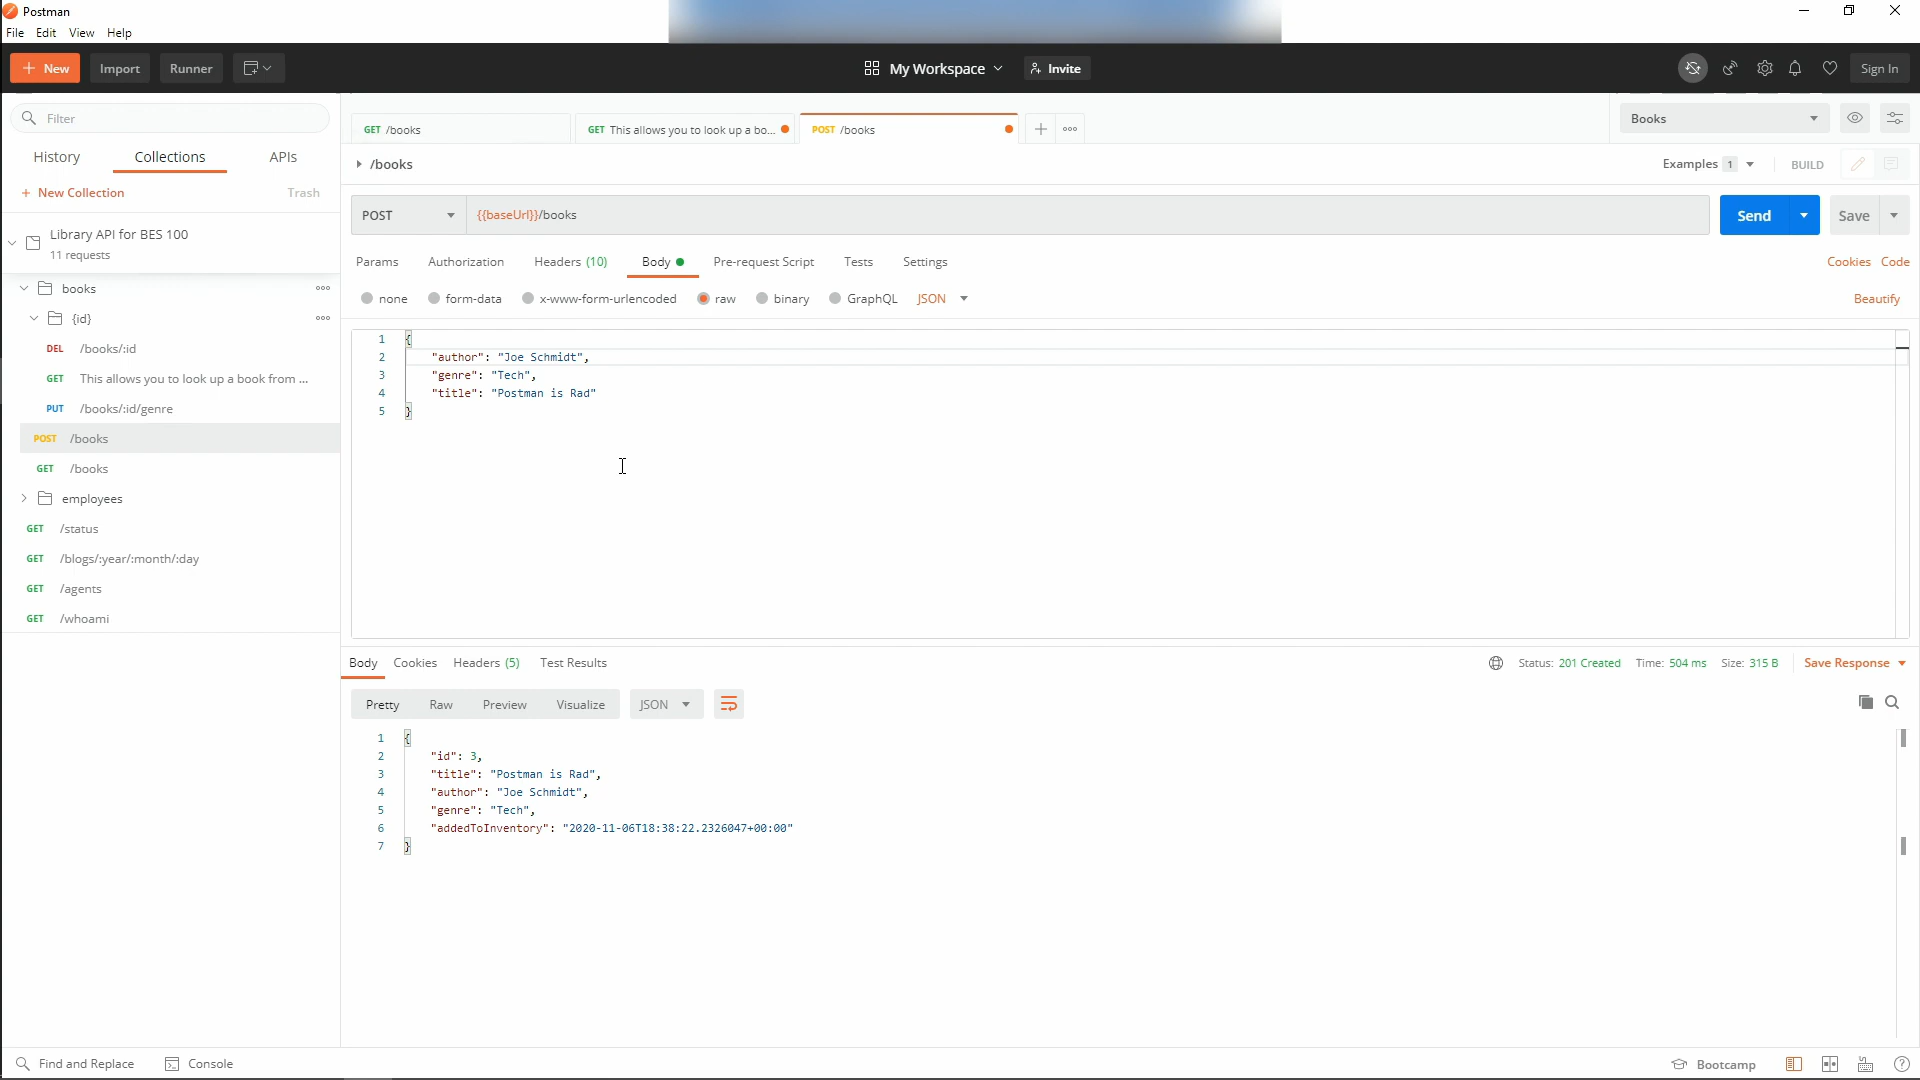 Postman
File Edit View Help
New Import Runner My Workspace Invite Sign In
Filter
History Collections APIs
+ New Collection Trash
Library API for BES 100
11 requests
books
{id}
DEL /books/:id
GET This allows you to look up a book from ...
PUT /books/:id/genre
POST /books
GET /books
employees
GET /status
GET /blogs/:year/:month/:day
GET /agents
GET /whoami
GET /books GET This allows you to look up a bo... POST /books
Books
/books Examples 1 BUILD
POST {{baseUrl}}/books Send Save
Params Authorization Headers (10) Body Pre-request Script Tests Settings Cookies Code
none form-data x-www-form-urlencoded raw binary GraphQL JSON Beautify
1 {
2 "author": "Joe Schmidt",
3 "genre": "Tech",
4 "title": "Postman is Rad"
5 }
Body Cookies Headers (5) Test Results Status: 201 Created Time: 504 ms Size: 315 B Save Response
Pretty Raw Preview Visualize JSON
1 {
2 "id": 3,
3 "title": "Postman is Rad",
4 "author": "Joe Schmidt",
5 "genre": "Tech",
6 "addedToInventory": "2020-11-06T18:38:22.2326047+00:00"
7 }
Find and Replace Console Bootcamp